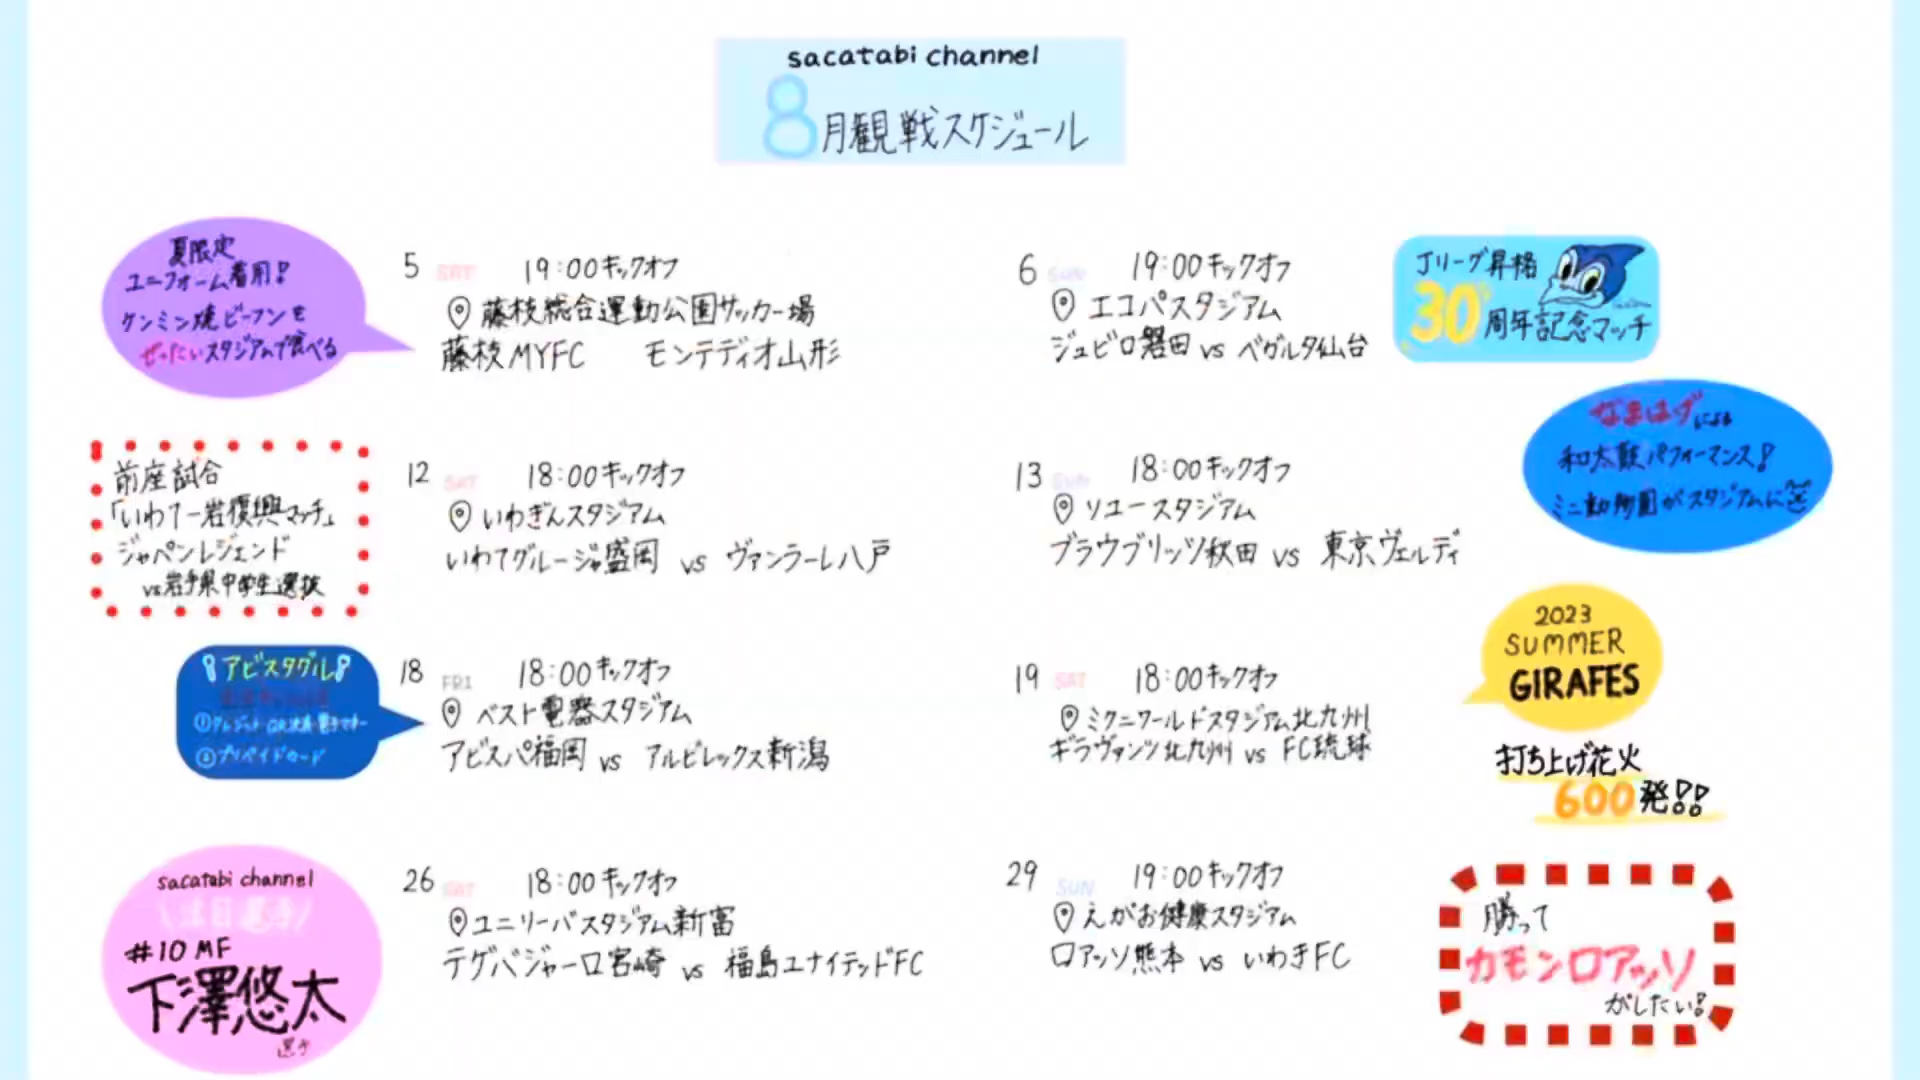 sacatabi channel
8月観戦スケジュール
夏限定
ユニフォーム着用！
ケンミン焼ビーフンを
ぜったいスタジアムで食べる
5 SAT 19:00キックオフ
藤枝総合運動公園サッカー場
藤枝MYFC モンテディオ山形
6 SUN 19:00キックオフ
エコパスタジアム
ジュビロ磐田 vs ベガルタ仙台
Jリーグ昇格
30周年記念マッチ
前座試合
「いわて一岩復興マッチ」
ジャパンレジェンド
vs岩手県中学生選抜
12 SAT 18:00キックオフ
いわぎんスタジアム
いわてグルージャ盛岡 vs ヴァンラーレ八戸
13 SUN 18:00キックオフ
ソユースタジアム
ブラウブリッツ秋田 vs 東京ヴェルディ
なまはげによる
和太鼓パフォーマンス！
ミニ動物園がスタジアムに
アビスタグル
②プリペイドカード
18 FRI 18:00キックオフ
ベスト電器スタジアム
アビスパ福岡 vs アルビレックス新潟
19 SAT 18:00キックオフ
ミクニワールドスタジアム北九州
ギラヴァンツ北九州 vs FC琉球
2023
SUMMER
GIRAFES
打ち上げ花火
600発!!
sacatabi channel
\注目選手/
#10 MF
下澤悠太
選手
26 SAT 18:00キックオフ
ユニリーバスタジアム新富
テゲバジャーロ宮崎 vs 福島ユナイテッドFC
29 SUN 19:00キックオフ
えがお健康スタジアム
ロアッソ熊本 vs いわきFC
勝って
カモンロアッソ
がしたい！